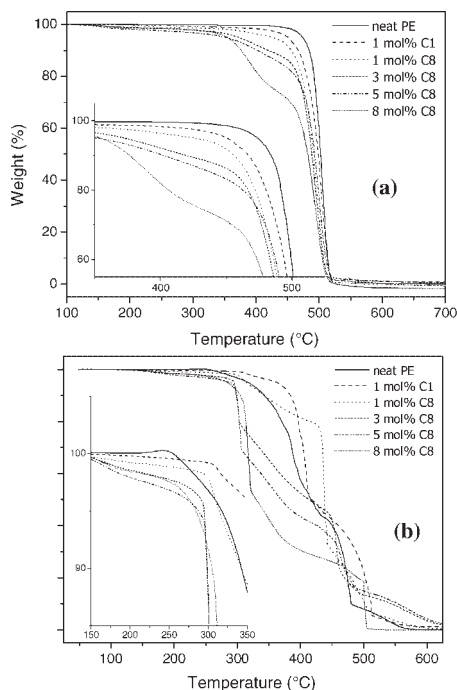 neat PE
1 mol% C1
1 mol% C8
3 mol% C8
5 mol% C8
8 mol% C8
100
80
60
40
20
0
Weight (%)
100
80
60
400
500
(a)
100 200 300 400 500 600 700
Temperature (°C)
neat PE
1 mol% C1
1 mol% C8
3 mol% C8
5 mol% C8
8 mol% C8
100
90
150 200 250 300 350
(b)
100 200 300 400 500 600
Temperature (°C)